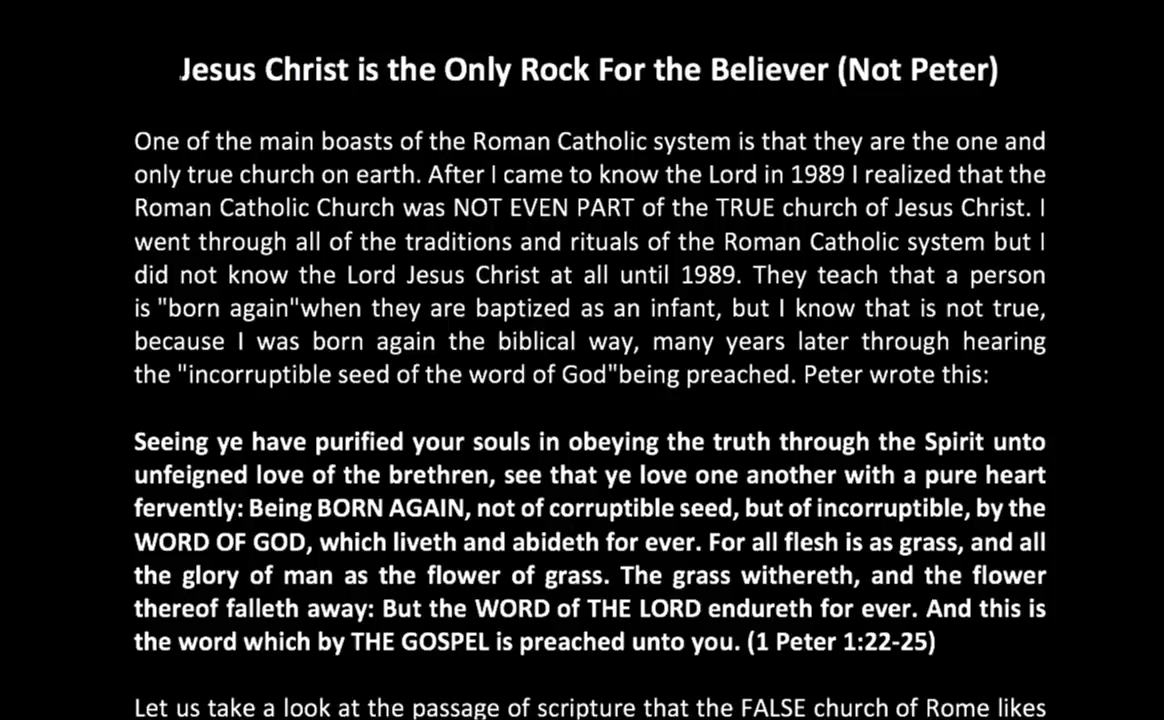 Jesus Christ is the Only Rock For the Believer (Not Peter)
One of the main boasts of the Roman Catholic system is that they are the one and
only true church on earth. After I came to know the Lord in 1989 I realized that the
Roman Catholic Church was NOT EVEN PART of the TRUE church of Jesus Christ. I
went through all of the traditions and rituals of the Roman Catholic system but I
did not know the Lord Jesus Christ at all until 1989. They teach that a person
is "born again"when they are baptized as an infant, but I know that is not true,
because I was born again the biblical way, many years later through hearing
the "incorruptible seed of the word of God"being preached. Peter wrote this:
Seeing ye have purified your souls in obeying the truth through the Spirit unto
unfeigned love of the brethren, see that ye love one another with a pure heart
fervently: Being BORN AGAIN, not of corruptible seed, but of incorruptible, by the
WORD OF GOD, which liveth and abideth for ever. For all flesh is as grass, and all
the glory of man as the flower of grass. The grass withereth, and the flower
thereof falleth away: But the WORD of THE LORD endureth for ever. And this is
the word which by THE GOSPEL is preached unto you. (1 Peter 1:22-25)
Let us take a look at the passage of scripture that the FALSE church of Rome likes